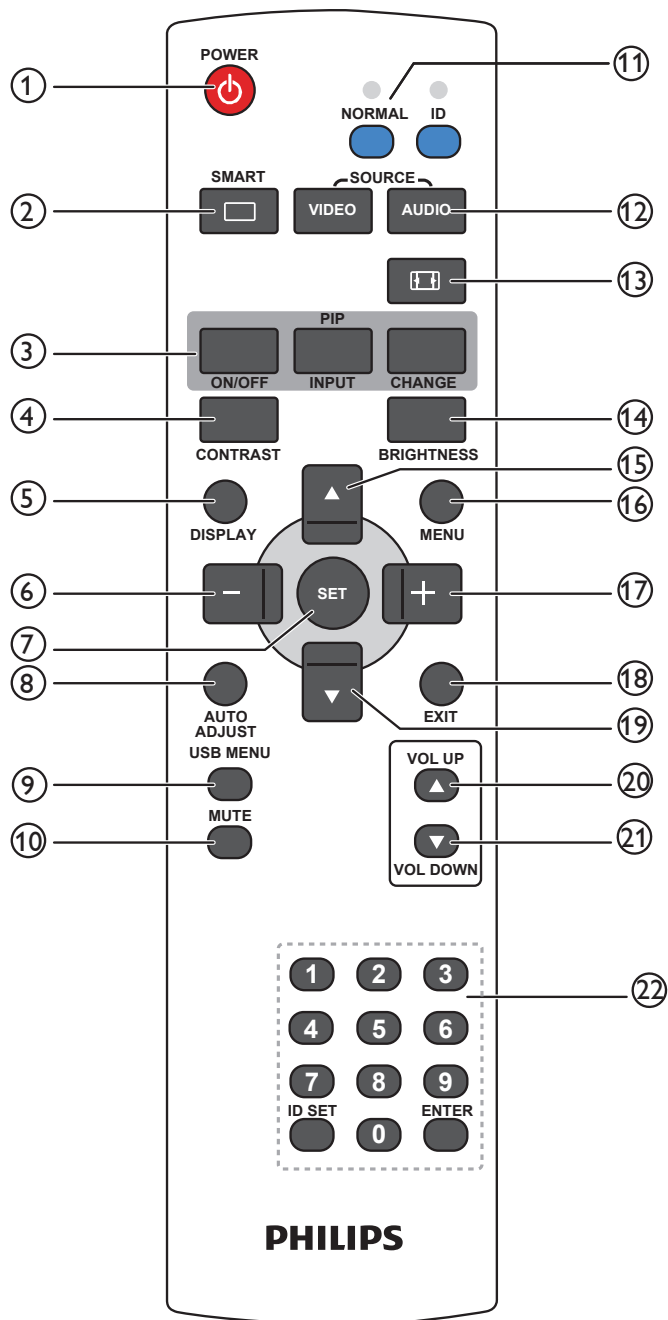 POWER
① ⑪
NORMAL ID
SMART SOURCE
② VIDEO AUDIO ⑫
⑬
PIP
③
ON/OFF INPUT CHANGE
④ ⑭
CONTRAST BRIGHTNESS
⑮
⑤ ⑯
DISPLAY MENU
⑥ − SET + ⑰
⑦
⑧ ⑱
AUTO EXIT ⑲
ADJUST
USB MENU VOL UP
⑨ ⑳
MUTE
⑩ ㉑
VOL DOWN
1 2 3 ㉒
4 5 6
7 8 9
ID SET 0 ENTER
PHILIPS